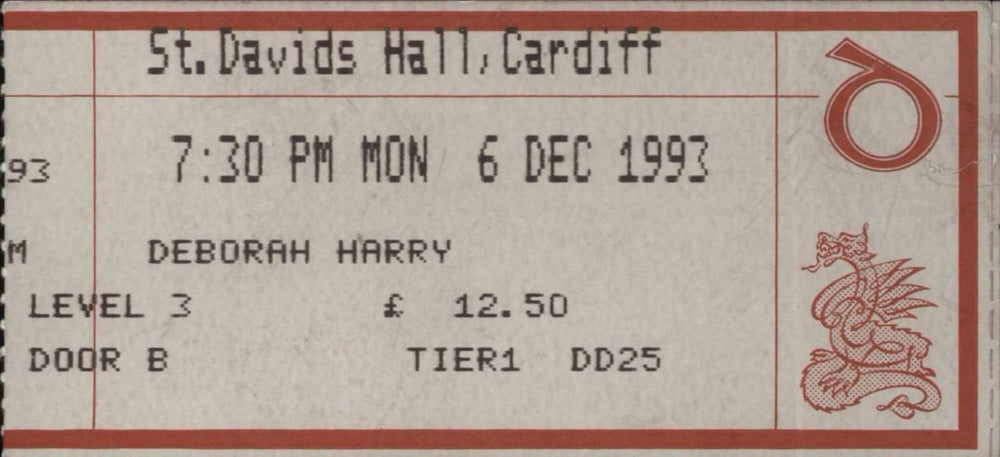 St.Davids Hall,Cardiff
93 7:30 PM MON 6 DEC 1993
M DEBORAH HARRY
LEVEL 3 £ 12.50
DOOR B TIER1 DD25